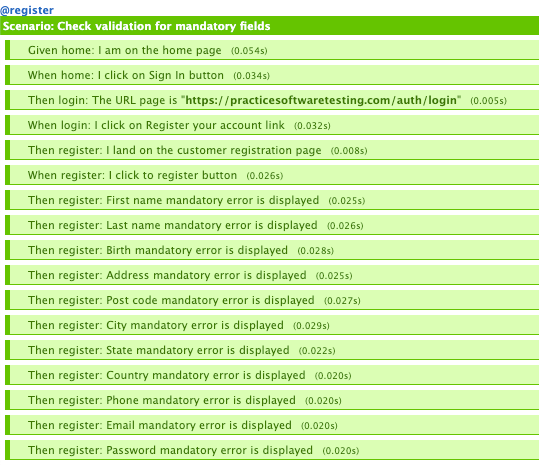 @register
Scenario: Check validation for mandatory fields
Given home: I am on the home page (0.054s)
When home: I click on Sign In button (0.034s)
Then login: The URL page is "https://practicesoftwaretesting.com/auth/login" (0.005s)
When login: I click on Register your account link (0.032s)
Then register: I land on the customer registration page (0.008s)
When register: I click to register button (0.026s)
Then register: First name mandatory error is displayed (0.025s)
Then register: Last name mandatory error is displayed (0.026s)
Then register: Birth mandatory error is displayed (0.028s)
Then register: Address mandatory error is displayed (0.025s)
Then register: Post code mandatory error is displayed (0.027s)
Then register: City mandatory error is displayed (0.029s)
Then register: State mandatory error is displayed (0.022s)
Then register: Country mandatory error is displayed (0.020s)
Then register: Phone mandatory error is displayed (0.020s)
Then register: Email mandatory error is displayed (0.020s)
Then register: Password mandatory error is displayed (0.020s)